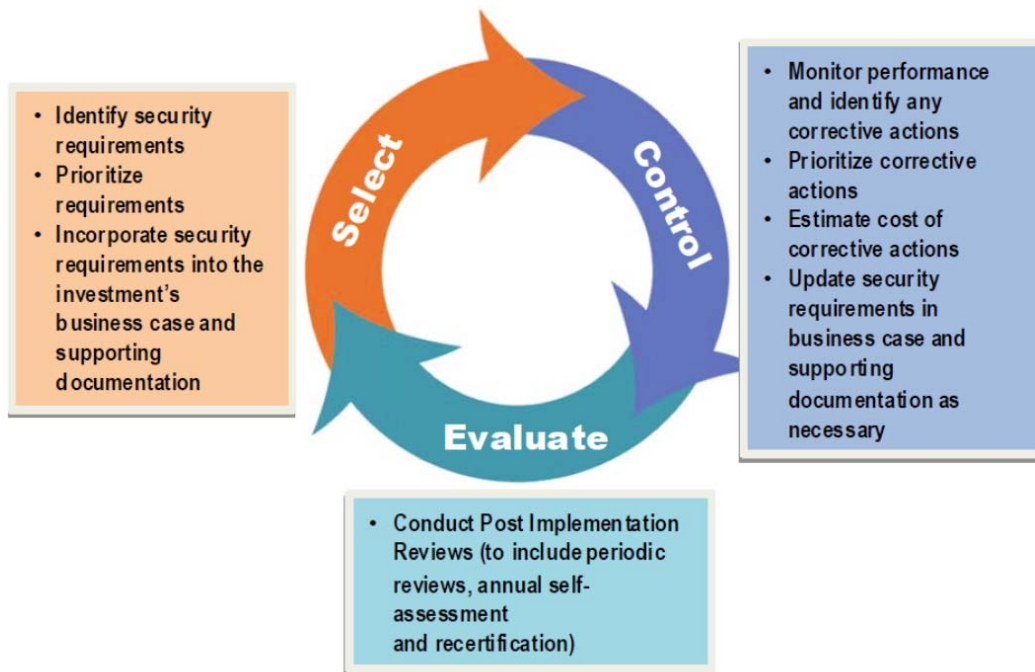 • Identify security
requirements
• Prioritize
requirements
• Incorporate security
requirements into the
investment’s
business case and
supporting
documentation
Select
Control
Evaluate
• Monitor performance
and identify any
corrective actions
• Prioritize corrective
actions
• Estimate cost of
corrective actions
• Update security
requirements in
business case and
supporting
documentation as
necessary
• Conduct Post Implementation
Reviews (to include periodic
reviews, annual self-
assessment
and recertification)